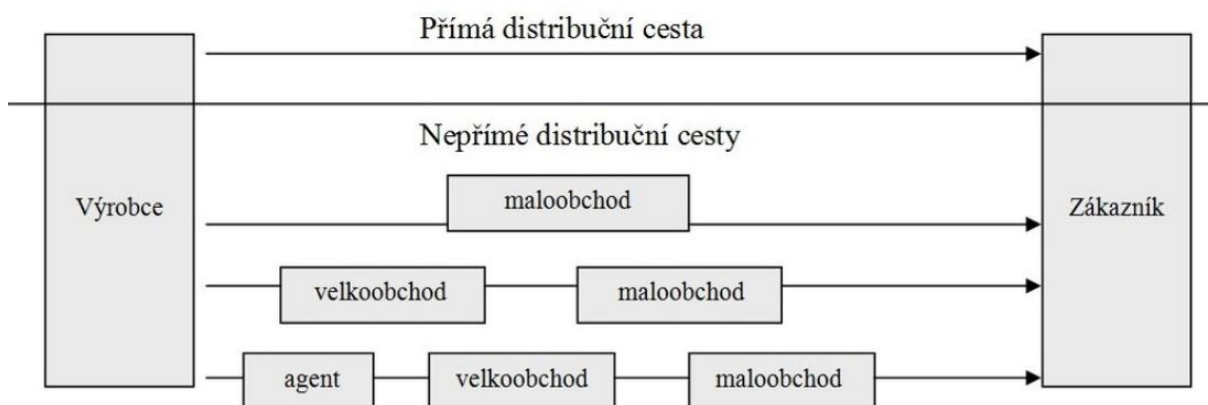 Přímá distribuční cesta
Nepřímé distribuční cesty
Výrobce
maloobchod
Zákazník
velkoobchod
maloobchod
agent
velkoobchod
maloobchod